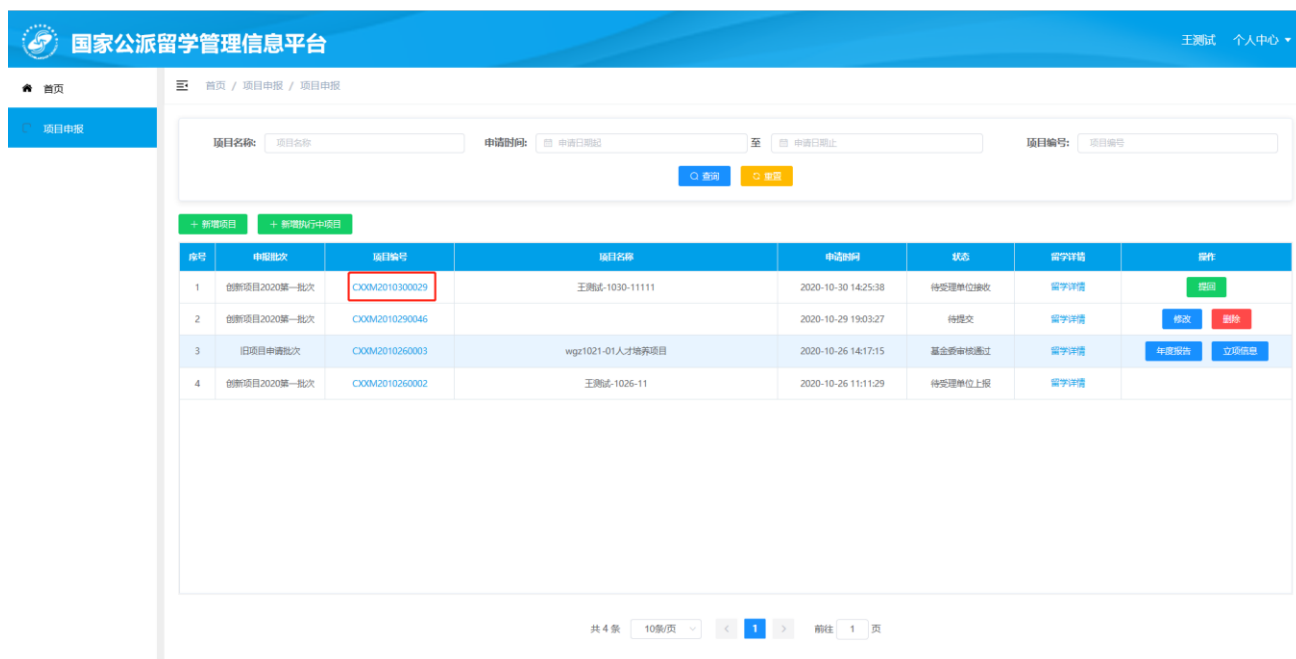 国家公派留学管理信息平台
王测试 个人中心
首页
首页 / 项目申报 / 项目申报
项目申报
项目名称: 项目名称 申请时间: 申请日期起 至 申请日期止 项目编号: 项目编号
查询 重置
+ 新增项目 + 新增执行中项目
序号 申报批次 项目编号 项目名称 申请时间 状态 留学详情 操作
1 创新项目2020第一批次 CXXM2010300029 王测试-1030-11111 2020-10-30 14:25:38 待受理单位接收 留学详情 撤回
2 创新项目2020第一批次 CXXM2010290046 2020-10-29 19:03:27 待提交 留学详情 修改 删除
3 旧项目申请批次 CXXM2010260003 wgz1021-01人才培养项目 2020-10-26 14:17:15 基金委审核通过 留学详情 年度报告 立项信息
4 创新项目2020第一批次 CXXM2010260002 王测试-1026-11 2020-10-26 11:11:29 待受理单位上报 留学详情
共 4 条 10条/页 < 1 > 前往 1 页